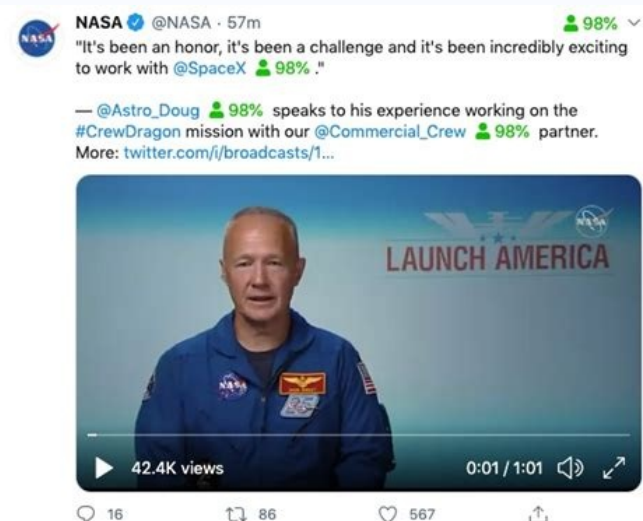 NASA @NASA · 57m 98%
"It's been an honor, it's been a challenge and it's been incredibly exciting
to work with @SpaceX 98% ."
— @Astro_Doug 98% speaks to his experience working on the
#CrewDragon mission with our @Commercial_Crew 98% partner.
More: twitter.com/i/broadcasts/1...
NASA
NASA
LAUNCH AMERICA
NASA
42.4K views 0:01 / 1:01
16 86 567